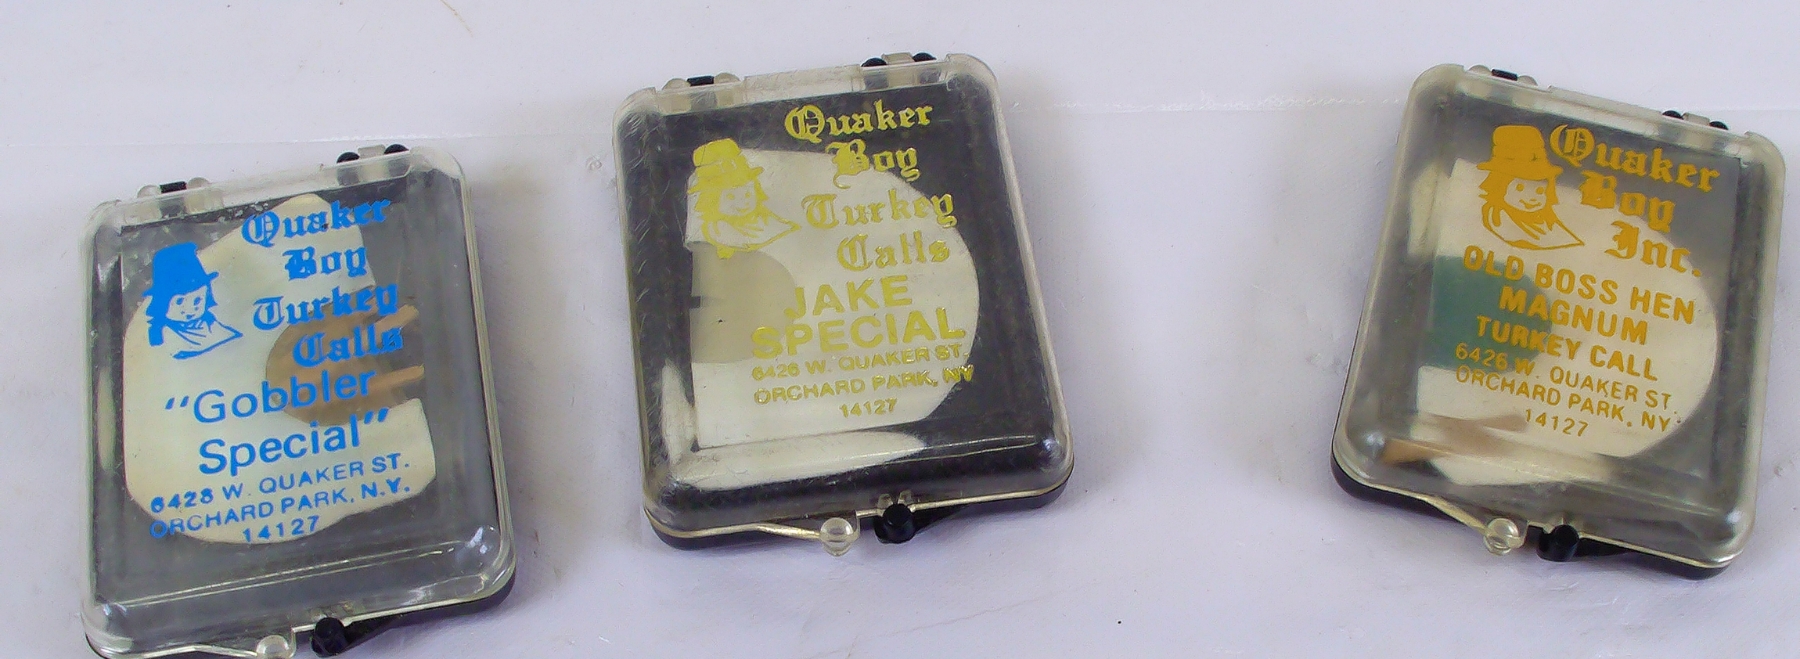 Quaker
Boy
Turkey
Calls
"Gobbler
Special"
6428 W. QUAKER ST.
ORCHARD PARK, N.Y.
14127
Quaker
Boy
Turkey
Calls
JAKE
SPECIAL
6426 W. QUAKER ST.
ORCHARD PARK, NY
14127
Quaker
Boy
Inc.
OLD BOSS HEN
MAGNUM
TURKEY CALL
6426 W. QUAKER ST.
ORCHARD PARK, NY.
14127